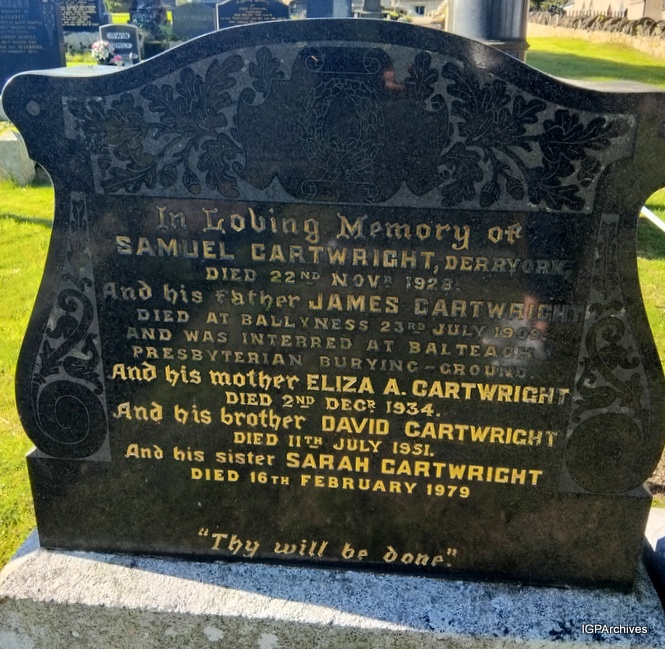 IRWIN
In Loving Memory of
SAMUEL CARTWRIGHT, DERRYORK,
DIED 22ND NOVR 1928.
And his father JAMES CARTWRIGHT
DIED AT BALLYNESS 23RD JULY
AND WAS INTERRED AT BALTEAGH
PRESBYTERIAN BURYING-GROUND.
And his mother ELIZA A. CARTWRIGHT
DIED 2ND DECR 1934.
And his brother DAVID CARTWRIGHT
DIED 11TH JULY 1951.
And his sister SARAH CARTWRIGHT
DIED 16TH FEBRUARY 1979
"Thy will be done."
IGPArchives